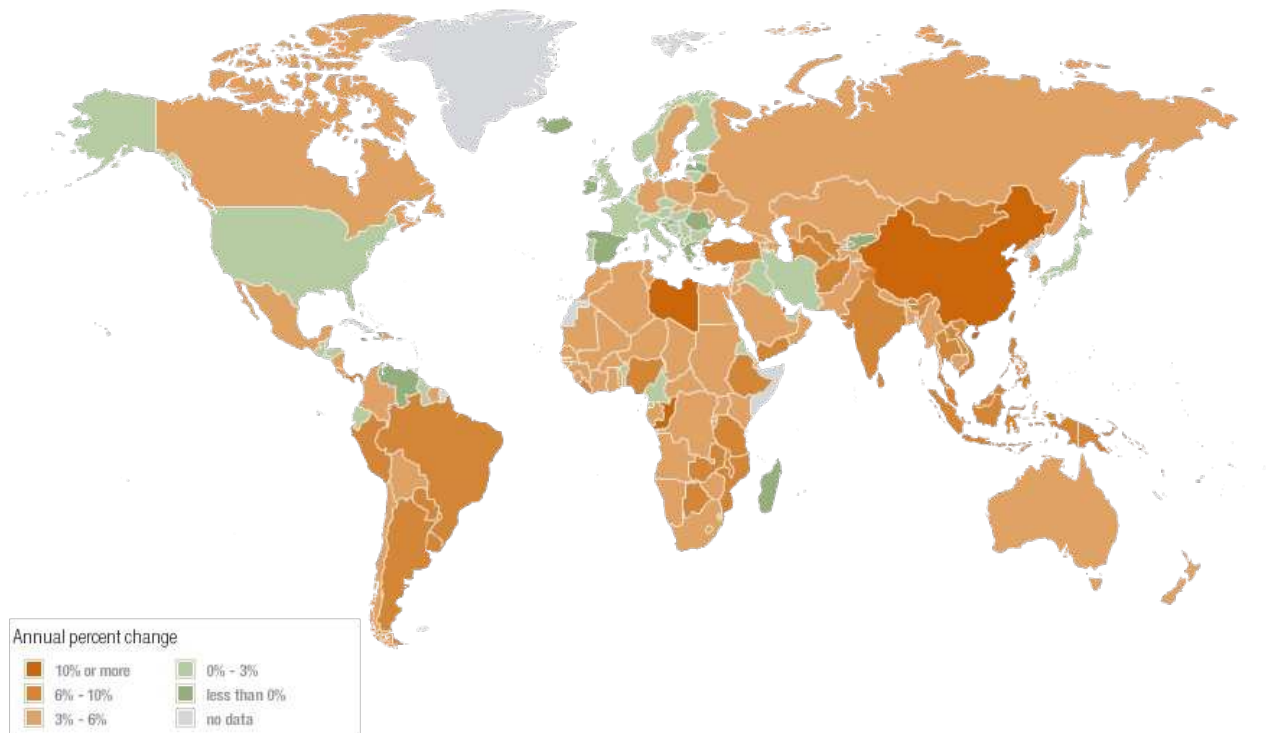 Annual percent change
10% or more
6% - 10%
3% - 6%
0% - 3%
less than 0%
no data